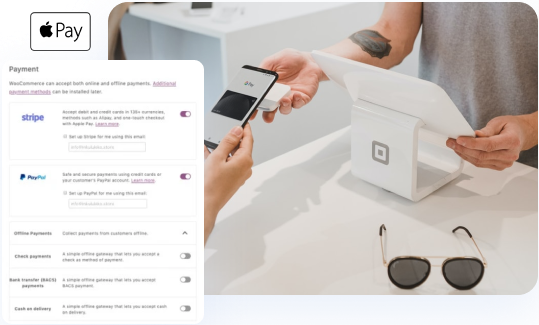 Pay
Payment
WooCommerce can accept both online and offline payments. Additional
payment methods can be installed later.
stripe
Accept debit and credit cards in 135+ currencies,
methods such as Alipay, and one-touch checkout
with Apple Pay. Learn more.
Set up Stripe for me using this email:
PayPal
Safe and secure payments using credit cards or
your customer's PayPal account. Learn more.
Set up PayPal for me using this email:
Offline Payments
Collect payments from customers offline.
Check payments
A simple offline gateway that lets you accept a
check as method of payment.
Bank transfer (BACS)
payments
A simple offline gateway that lets you accept
BACS payment.
Cash on delivery
A simple offline gateway that lets you accept cash
on delivery.